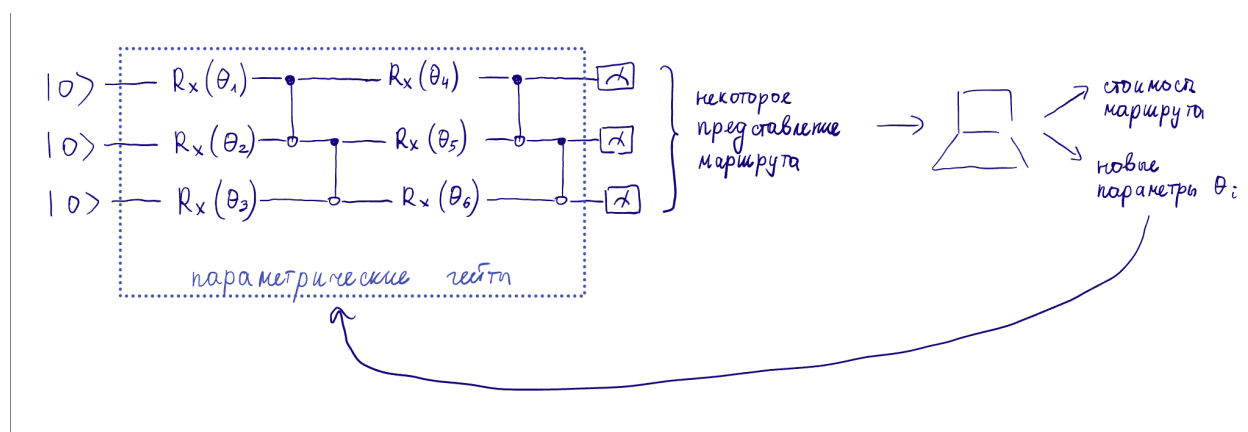 |0> Rx(θ1) Rx(θ4)
|0> Rx(θ2) Rx(θ5)
|0> Rx(θ3) Rx(θ6)
параметрические гейты
некоторое
представление
маршрута
стоимость
маршрута
новые
параметры θi